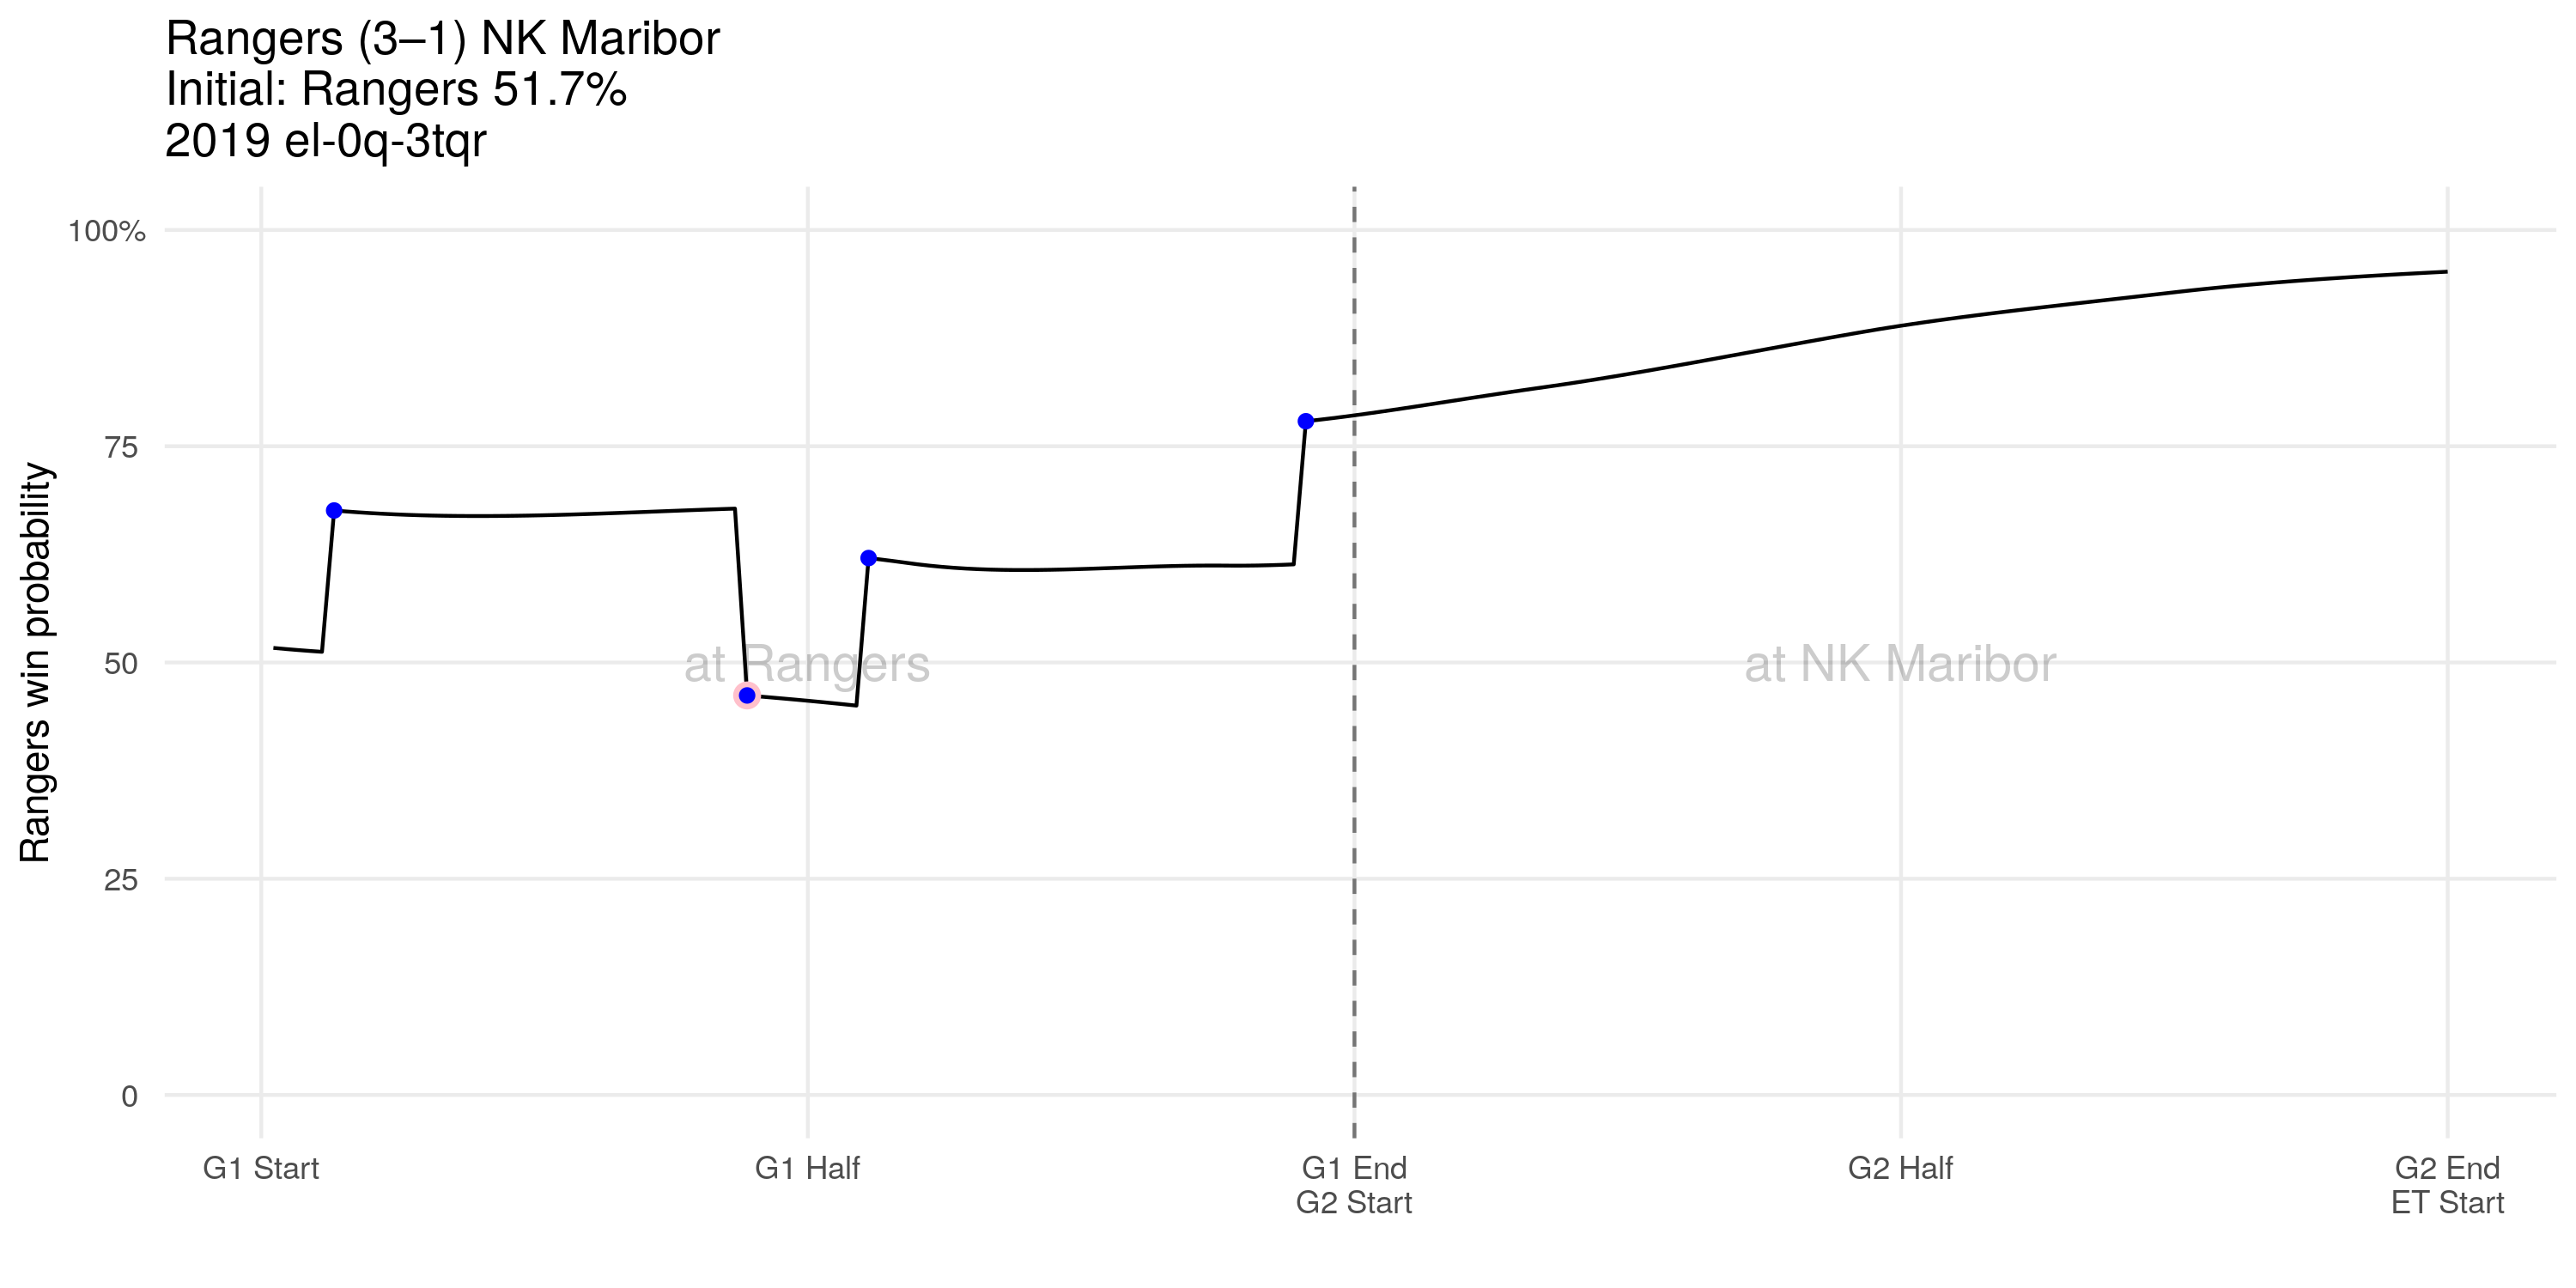 Rangers (3–1) NK Maribor
Initial: Rangers 51.7%
2019 el-0q-3tqr
Rangers win probability
100%
75
50
25
0
at Rangers
at NK Maribor
G1 Start
G1 Half
G1 End
G2 Start
G2 Half
G2 End
ET Start